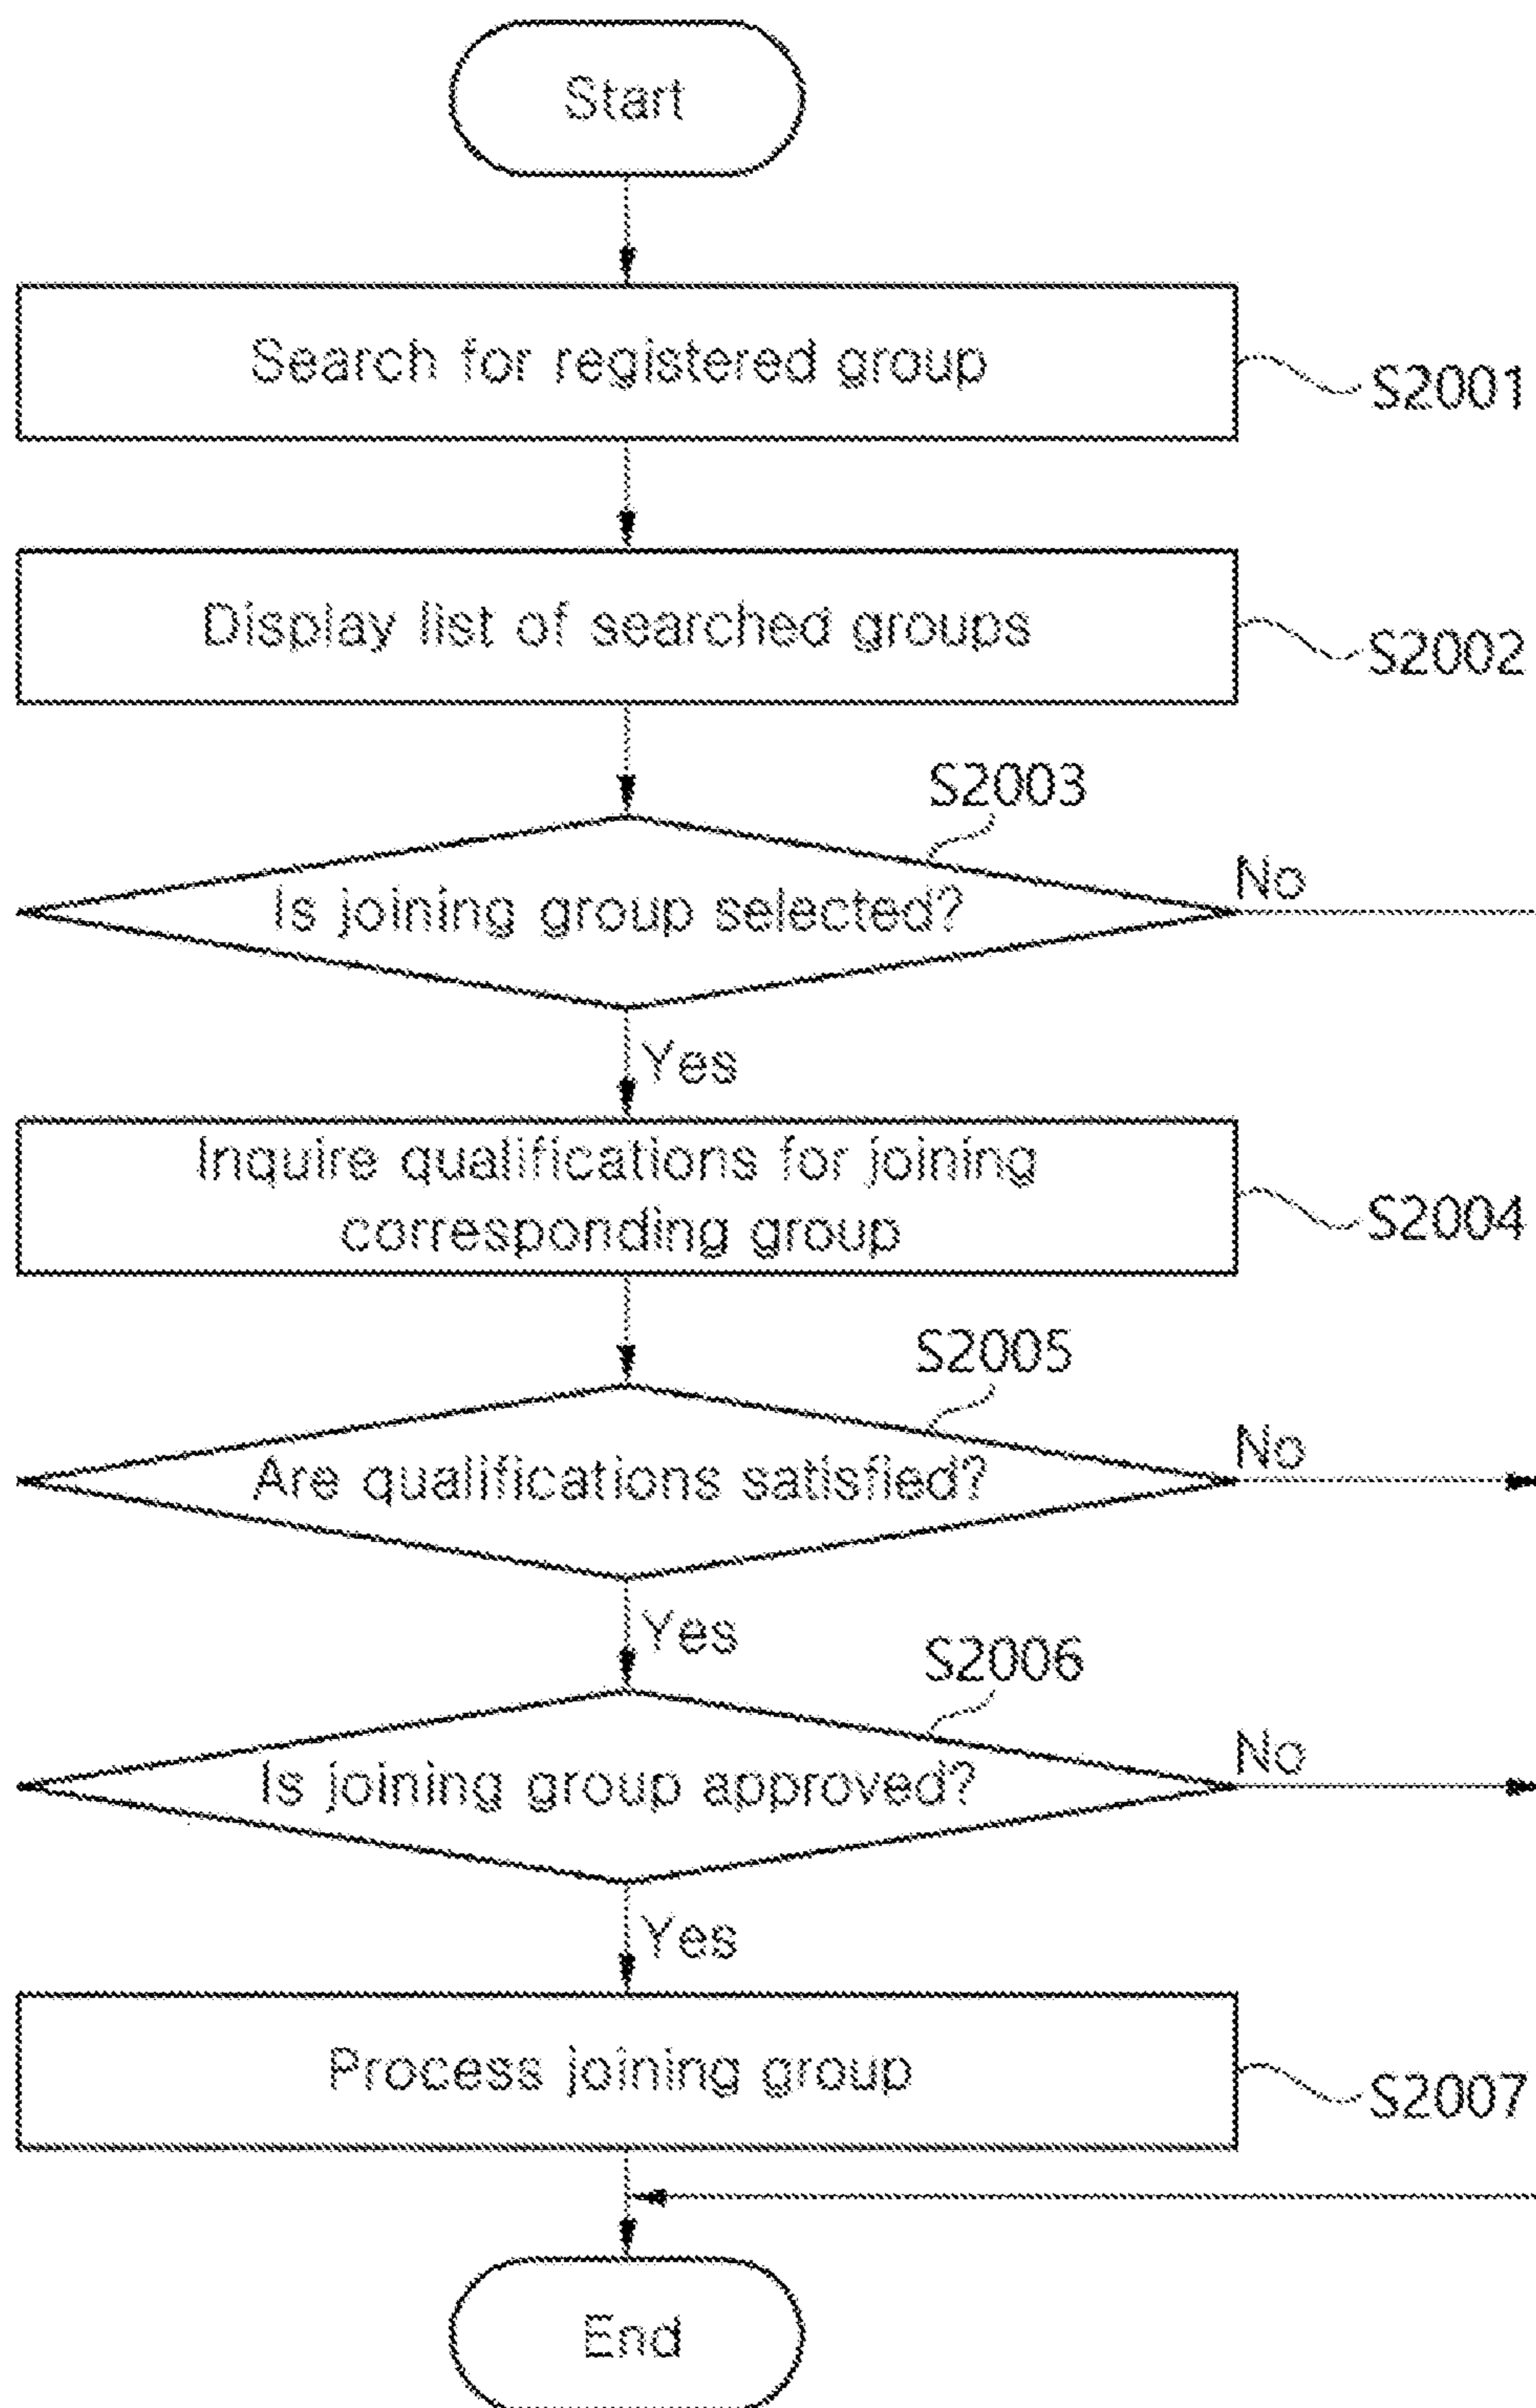 Start
Search for registered group
S2001
Display list of searched groups
S2002
S2003
Is joining group selected?
No
Yes
Inquire qualifications for joining
corresponding group
S2004
S2005
Are qualifications satisfied?
No
Yes
S2006
Is joining group approved?
No
Yes
Process joining group
S2007
End